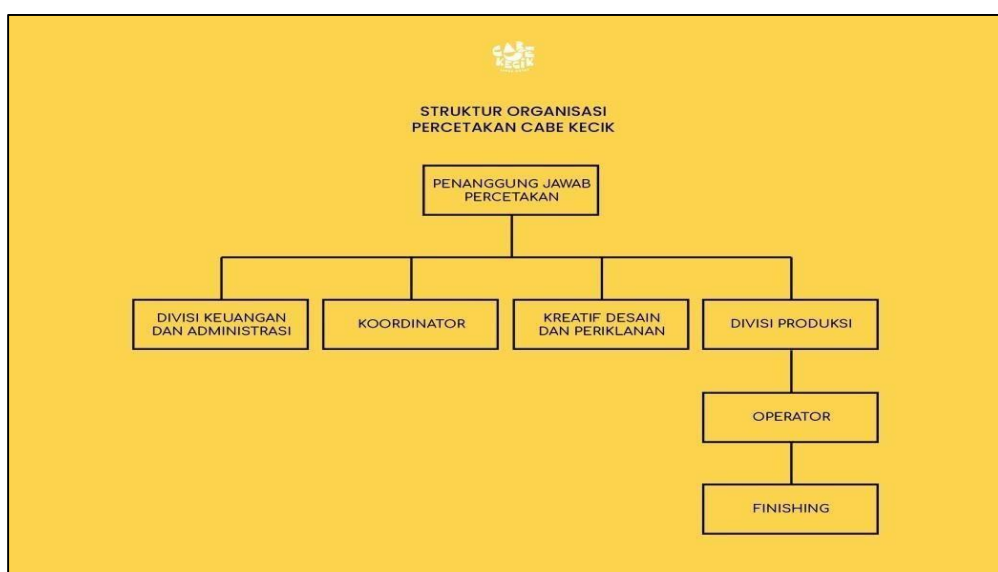 CABE
KECIK
STRUKTUR ORGANISASI
PERCETAKAN CABE KECIK
PENANGGUNG JAWAB
PERCETAKAN
DIVISI KEUANGAN
DAN ADMINISTRASI
KOORDINATOR
KREATIF DESAIN
DAN PERIKLANAN
DIVISI PRODUKSI
OPERATOR
FINISHING